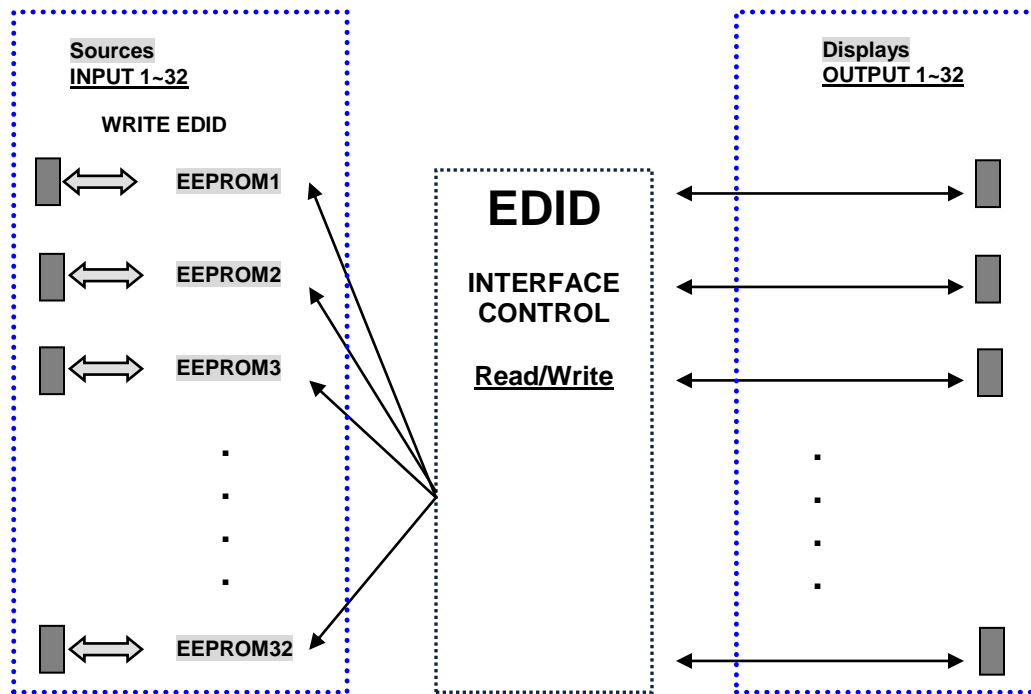 Sources
INPUT 1~32
WRITE EDID
EEPROM1
EEPROM2
EEPROM3
.
.
.
.
EEPROM32
EDID
INTERFACE
CONTROL
Read/Write
Displays
OUTPUT 1~32
.
.
.
.